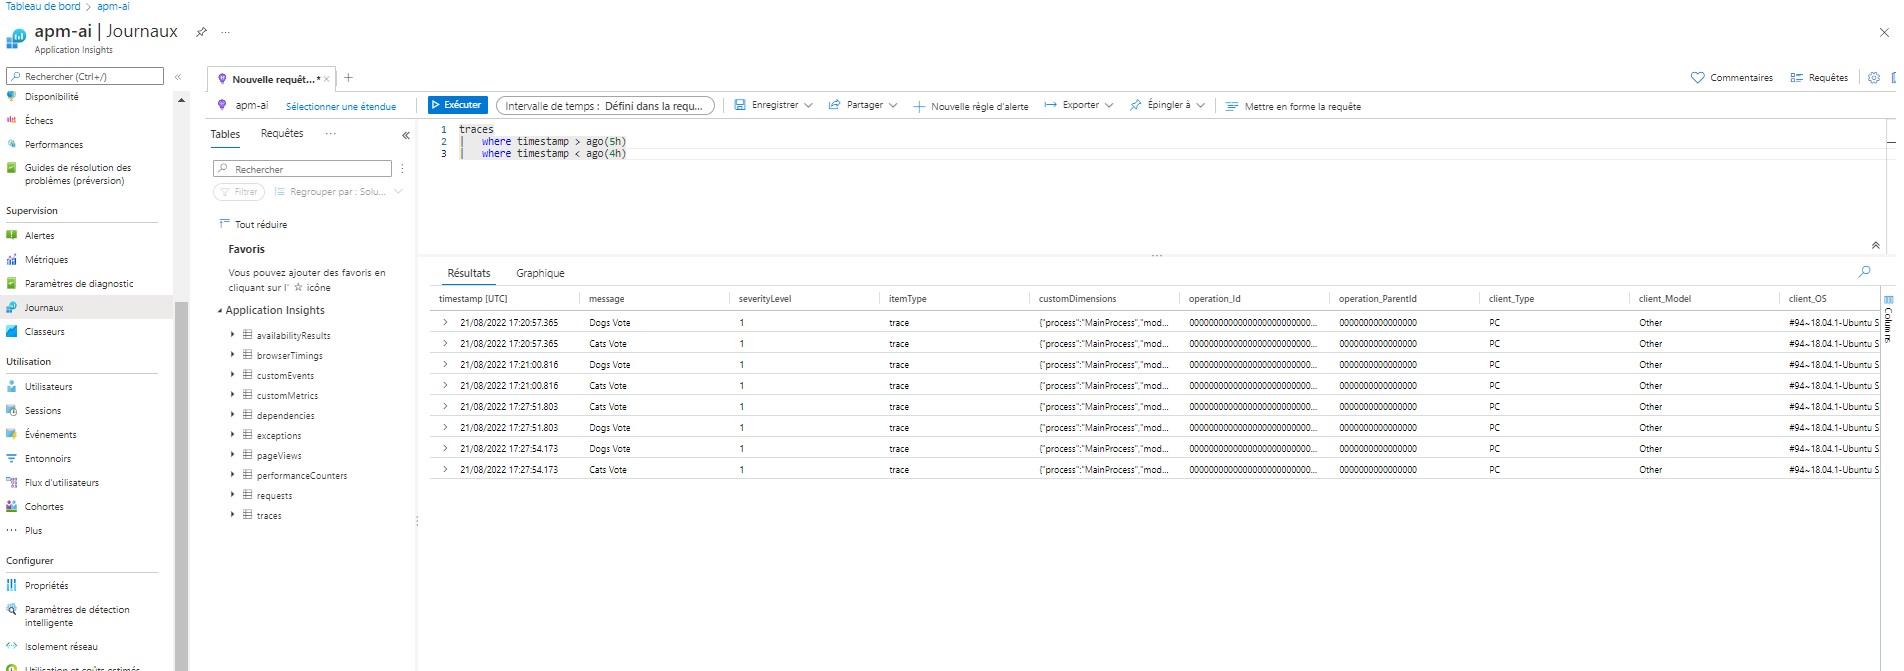 Tableau de bord > apm-ai
apm-ai | Journaux ...
Application Insights
Rechercher (Ctrl+/) «
Disponibilité
Échecs
Performances
Guides de résolution des
problèmes (préversion)
Supervision
Alertes
Métriques
Paramètres de diagnostic
Journaux
Classeurs
Utilisation
Utilisateurs
Sessions
Événements
Entonnoirs
Flux d'utilisateurs
Cohortes
Plus
Configurer
Propriétés
Paramètres de détection
intelligente
Isolement réseau
Utilisation et coûts estimés
Nouvelle requêt...* × +
Commentaires Requêtes
apm-ai Sélectionner une étendue
Exécuter Intervalle de temps : Défini dans la requ... Enregistrer Partager Nouvelle règle d'alerte Exporter Épingler à Mettre en forme la requête
Tables Requêtes ... «
Rechercher
Filtrer Regrouper par : Solu...
Tout réduire
Favoris
Vous pouvez ajouter des favoris en
cliquant sur l' ☆ icône
Application Insights
availabilityResults
browserTimings
customEvents
customMetrics
dependencies
exceptions
pageViews
performanceCounters
requests
traces
1 traces
2 | where timestamp > ago(5h)
3 | where timestamp < ago(4h)
Résultats Graphique
timestamp [UTC] message severityLevel itemType customDimensions operation_Id operation_ParentId client_Type client_Model client_OS
21/08/2022 17:20:57.365 Dogs Vote 1 trace {"process":"MainProcess","mod... 00000000000000000000000000... 0000000000000000 PC Other #94~18.04.1-Ubuntu S
21/08/2022 17:20:57.365 Cats Vote 1 trace {"process":"MainProcess","mod... 00000000000000000000000000... 0000000000000000 PC Other #94~18.04.1-Ubuntu S
21/08/2022 17:21:00.816 Dogs Vote 1 trace {"process":"MainProcess","mod... 00000000000000000000000000... 0000000000000000 PC Other #94~18.04.1-Ubuntu S
21/08/2022 17:21:00.816 Cats Vote 1 trace {"process":"MainProcess","mod... 00000000000000000000000000... 0000000000000000 PC Other #94~18.04.1-Ubuntu S
21/08/2022 17:27:51.803 Cats Vote 1 trace {"process":"MainProcess","mod... 00000000000000000000000000... 0000000000000000 PC Other #94~18.04.1-Ubuntu S
21/08/2022 17:27:51.803 Dogs Vote 1 trace {"process":"MainProcess","mod... 00000000000000000000000000... 0000000000000000 PC Other #94~18.04.1-Ubuntu S
21/08/2022 17:27:54.173 Dogs Vote 1 trace {"process":"MainProcess","mod... 00000000000000000000000000... 0000000000000000 PC Other #94~18.04.1-Ubuntu S
21/08/2022 17:27:54.173 Cats Vote 1 trace {"process":"MainProcess","mod... 00000000000000000000000000... 0000000000000000 PC Other #94~18.04.1-Ubuntu S
Columns